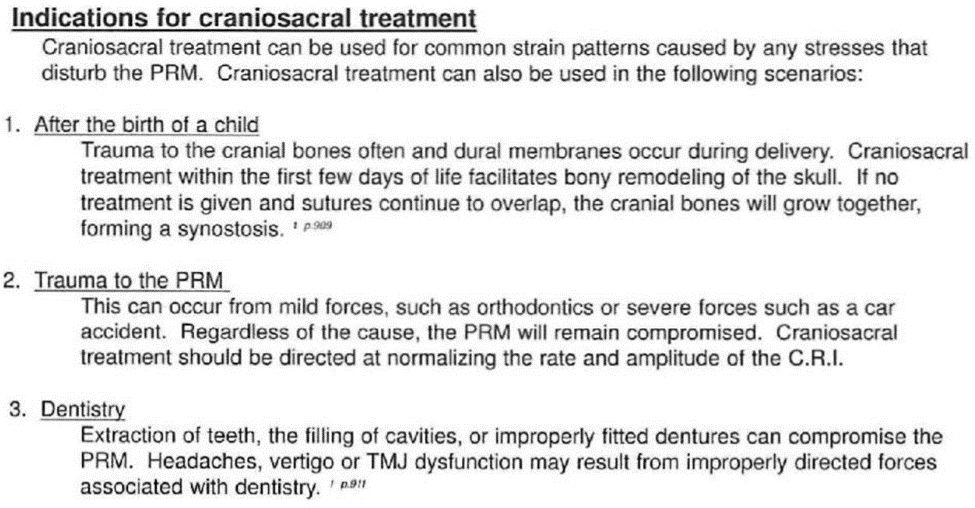 Indications for craniosacral treatment
Craniosacral treatment can be used for common strain patterns caused by any stresses that
disturb the PRM. Craniosacral treatment can also be used in the following scenarios:
1. After the birth of a child
Trauma to the cranial bones often and dural membranes occur during delivery. Craniosacral
treatment within the first few days of life facilitates bony remodeling of the skull. If no
treatment is given and sutures continue to overlap, the cranial bones will grow together,
forming a synostosis. 1 p.909
2. Trauma to the PRM
This can occur from mild forces, such as orthodontics or severe forces such as a car
accident. Regardless of the cause, the PRM will remain compromised. Craniosacral
treatment should be directed at normalizing the rate and amplitude of the C.R.I.
3. Dentistry
Extraction of teeth, the filling of cavities, or improperly fitted dentures can compromise the
PRM. Headaches, vertigo or TMJ dysfunction may result from improperly directed forces
associated with dentistry. 1 p.911